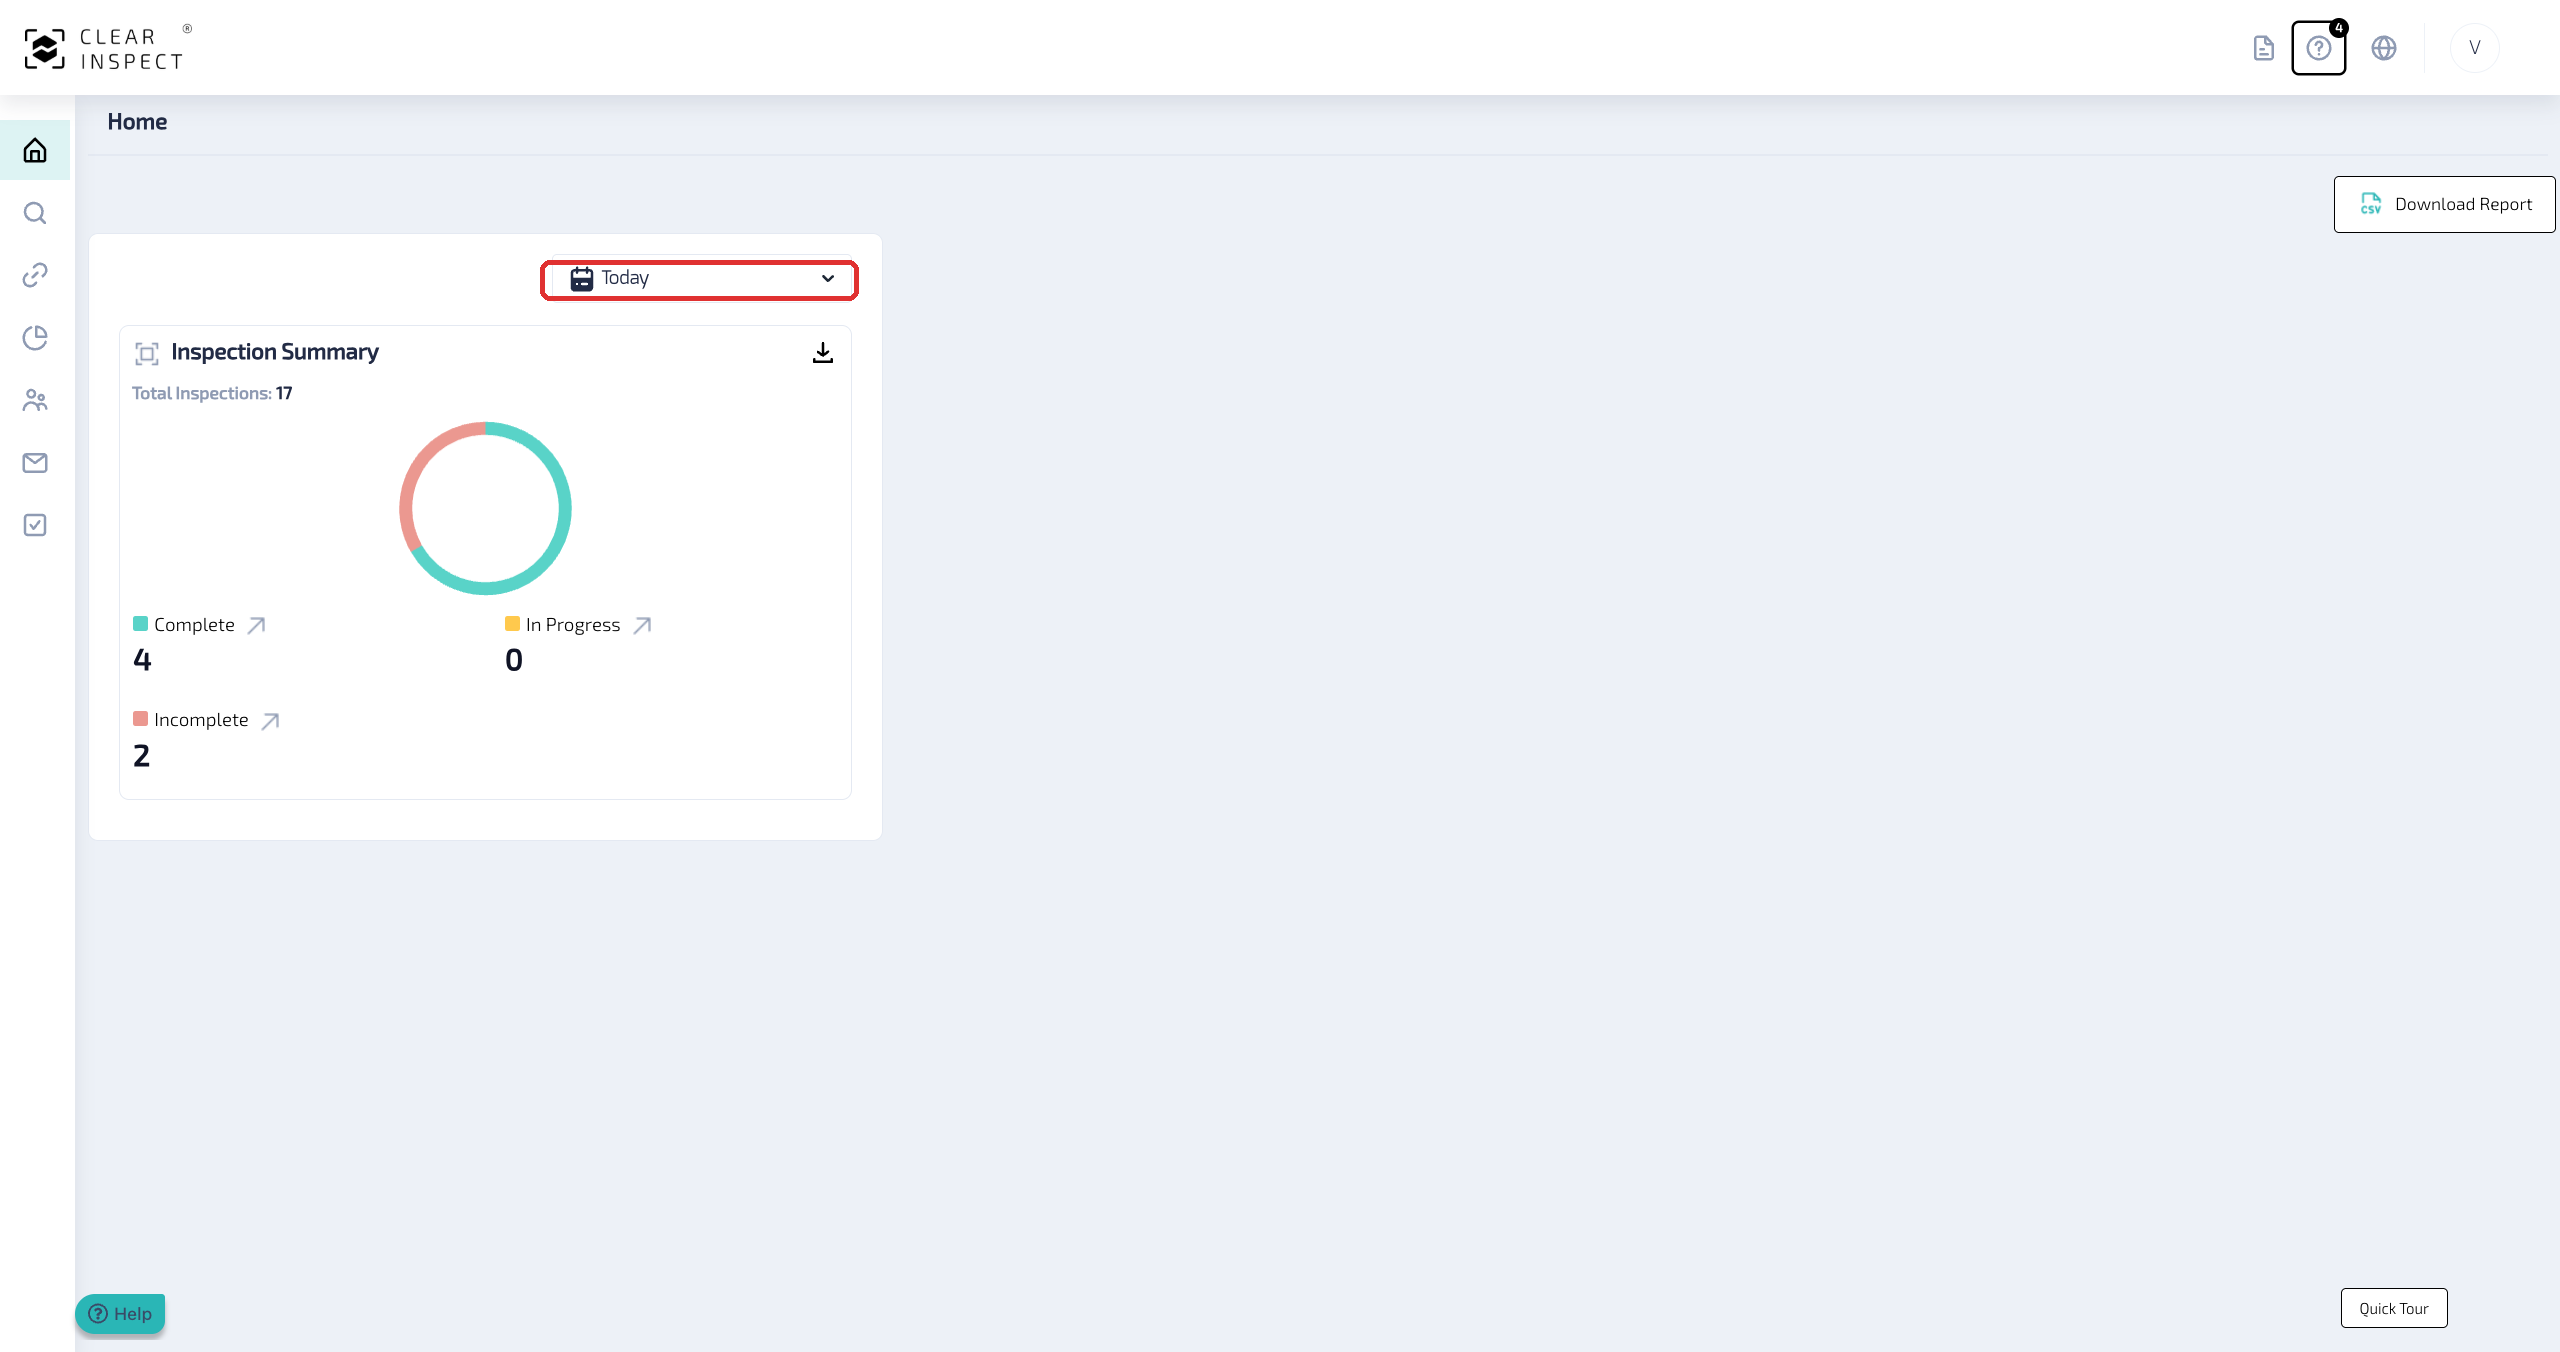 CLEAR
INSPECT
®
4
V
Home
CSV Download Report
Today
Inspection Summary
Total Inspections: 17
Complete
4
In Progress
0
Incomplete
2
Help
Quick Tour